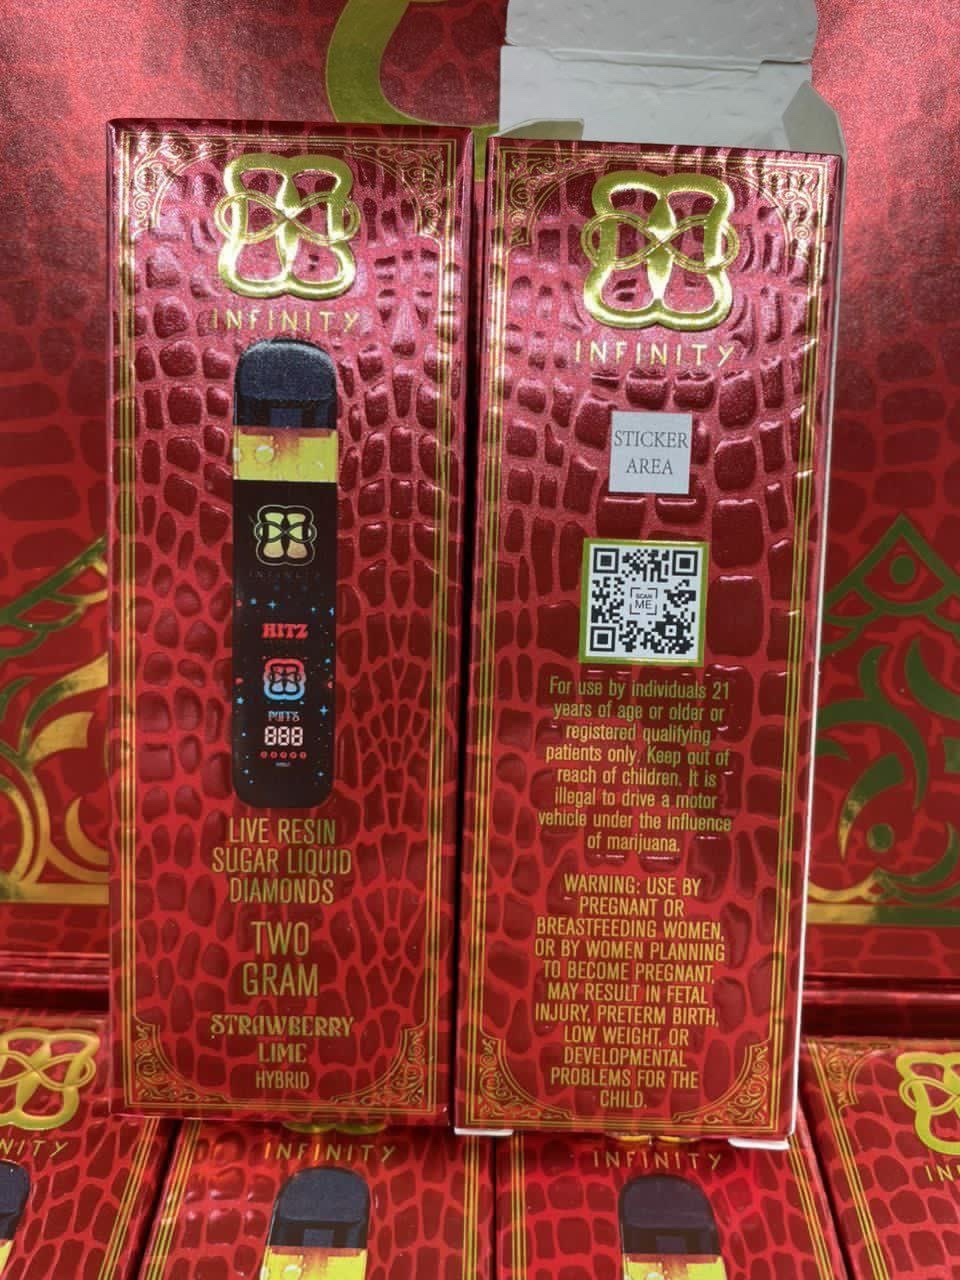 INFINITY
INFINITY
HITZ
PUFFS
888
LIVE RESIN
SUGAR LIQUID
DIAMONDS
TWO
GRAM
STRAWBERRY
LIME
HYBRID
INFINITY
STICKER
AREA
SCAN
ME
For use by individuals 21
years of age or older or
registered qualifying
patients only. Keep out of
reach of children. It is
illegal to drive a motor
vehicle under the influence
of marijuana.
WARNING: USE BY
PREGNANT OR
BREASTFEEDING WOMEN,
OR BY WOMEN PLANNING
TO BECOME PREGNANT,
MAY RESULT IN FETAL
INJURY, PRETERM BIRTH,
LOW WEIGHT, OR
DEVELOPMENTAL
PROBLEMS FOR THE
CHILD.
INITY
INFINITY
INFINITY
IN